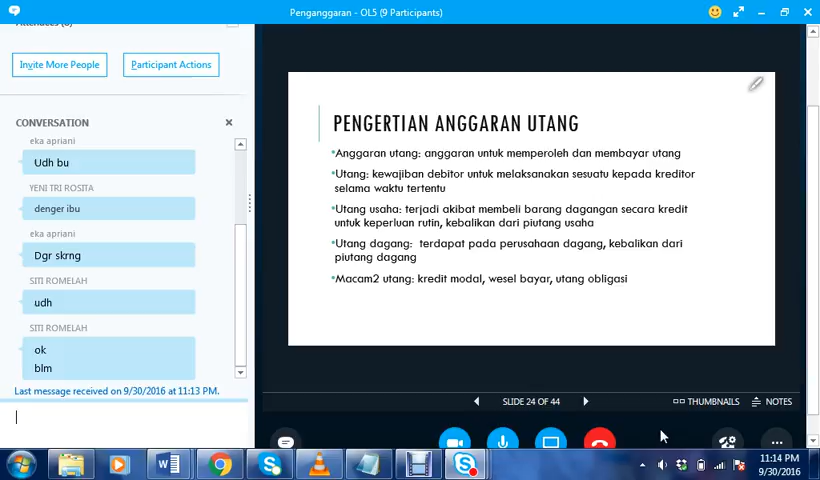 Penganggaran - OL5 (9 Participants)
Invite More People
Participant Actions
CONVERSATION
eka apriani
Udh bu
YENI TRI ROSITA
denger ibu
eka apriani
Dgr skrng
SITI ROMELAH
udh
SITI ROMELAH
ok
blm
Last message received on 9/30/2016 at 11:13 PM.
PENGERTIAN ANGGARAN UTANG
•Anggaran utang: anggaran untuk memperoleh dan membayar utang
•Utang: kewajiban debitor untuk melaksanakan sesuatu kepada kreditor
selama waktu tertentu
•Utang usaha: terjadi akibat membeli barang dagangan secara kredit
untuk keperluan rutin, kebalikan dari piutang usaha
•Utang dagang: terdapat pada perusahaan dagang, kebalikan dari
piutang dagang
•Macam2 utang: kredit modal, wesel bayar, utang obligasi
SLIDE 24 OF 44
THUMBNAILS
NOTES
11:14 PM
9/30/2016